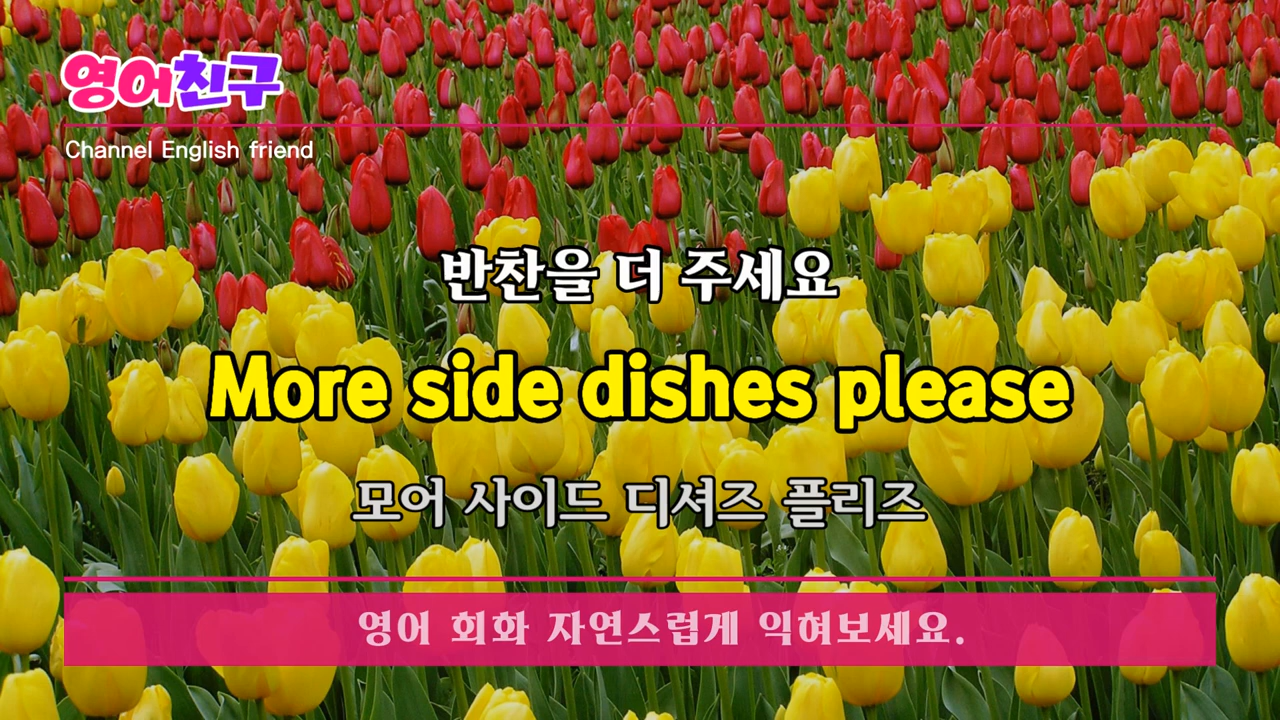 영어친구
Channel English friend
반찬을 더 주세요
More side dishes please
모어 사이드 디셔즈 플리즈
영어 회화 자연스럽게 익혀보세요.